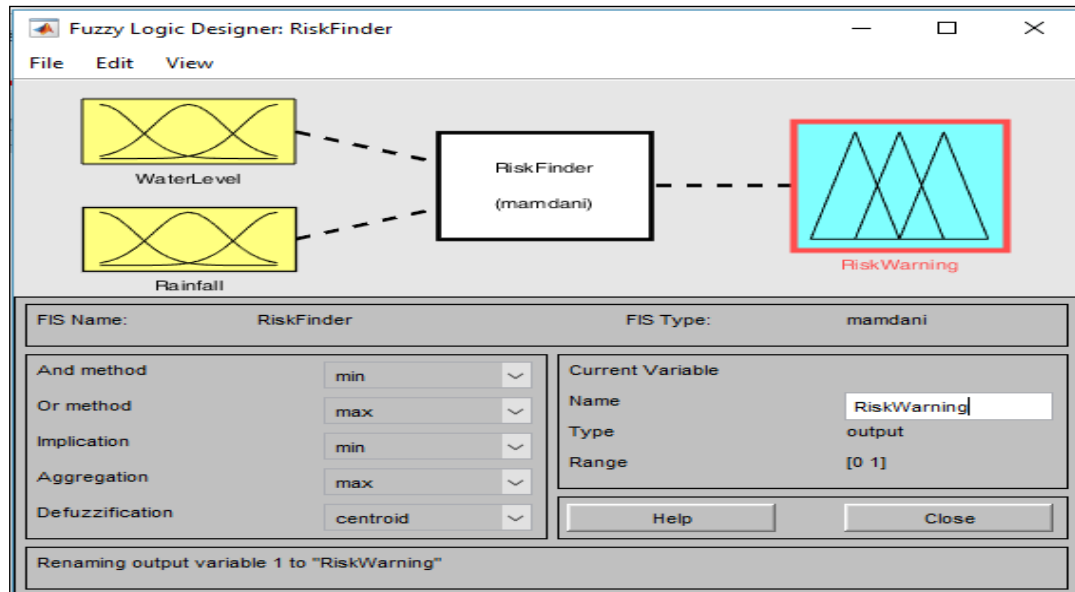 Fuzzy Logic Designer: RiskFinder
File Edit View
WaterLevel
Rainfall
RiskFinder
(mamdani)
RiskWarning
FIS Name: RiskFinder FIS Type: mamdani
And method min
Or method max
Implication min
Aggregation max
Defuzzification centroid
Current Variable
Name RiskWarning
Type output
Range [0 1]
Help Close
Renaming output variable 1 to "RiskWarning"